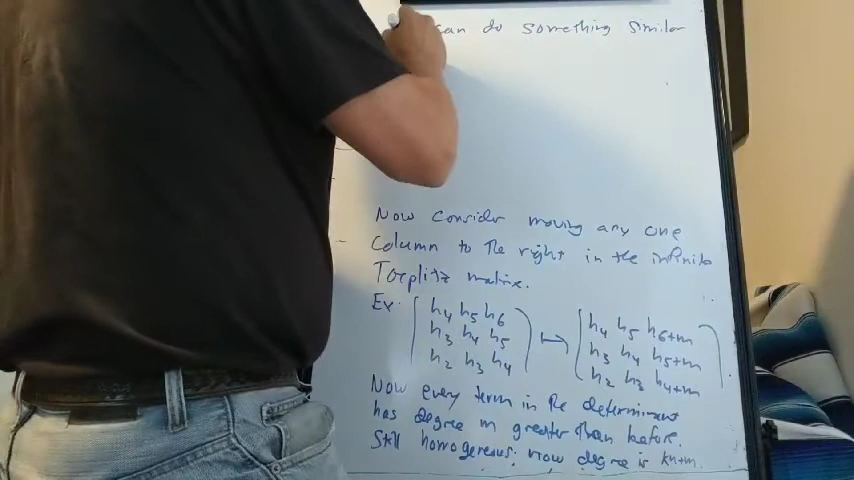 can do something similar
Now consider moving any one
column to the right in the infinite
Toeplitz matrix.
Ex. h4 h5 h6 ↦ h4 h5 h6+m
h3 h4 h5 h3 h4 h5+m
h2 h3 h4 h2 h3 h4+m
Now every term in the determinant
has degree m greater than before.
Still homogeneous: now degree is kn+m.